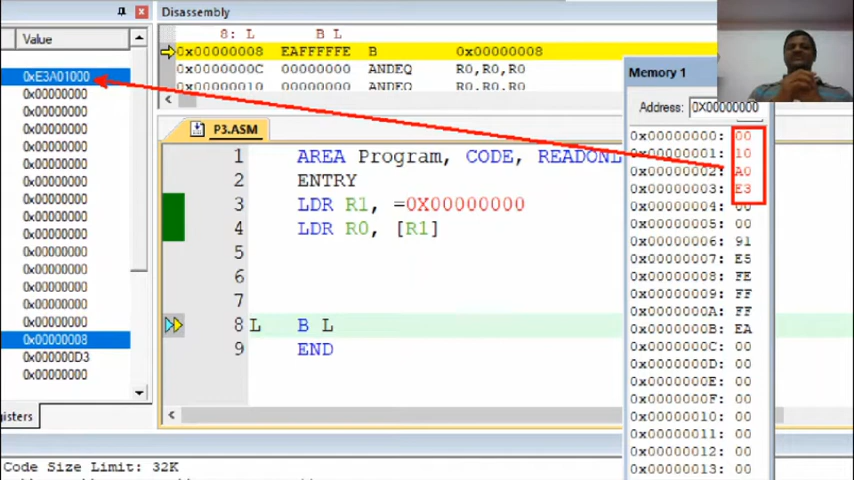 Value
0xE3A01000
0x00000000
0x00000000
0x00000000
0x00000000
0x00000000
0x00000000
0x00000000
0x00000000
0x00000000
0x00000000
0x00000000
0x00000000
0x00000000
0x00000000
0x00000008
0x000000D3
0x00000000
isters
Code Size Limit: 32K
Disassembly
8: L B L
0x00000008 EAFFFFFE B 0x00000008
0x0000000C 00000000 ANDEQ R0,R0,R0
0x00000010 00000000 ANDEQ R0,R0,R0
P3.ASM
1 AREA Program, CODE, READONL
2 ENTRY
3 LDR R1, =0X00000000
4 LDR R0, [R1]
5
6
7
8 L B L
9 END
Memory 1
Address: 0X00000000
0x00000000: 00
0x00000001: 10
0x00000002: A0
0x00000003: E3
0x00000004: 00
0x00000005: 00
0x00000006: 91
0x00000007: E5
0x00000008: FE
0x00000009: FF
0x0000000A: FF
0x0000000B: EA
0x0000000C: 00
0x0000000D: 00
0x0000000E: 00
0x0000000F: 00
0x00000010: 00
0x00000011: 00
0x00000012: 00
0x00000013: 00